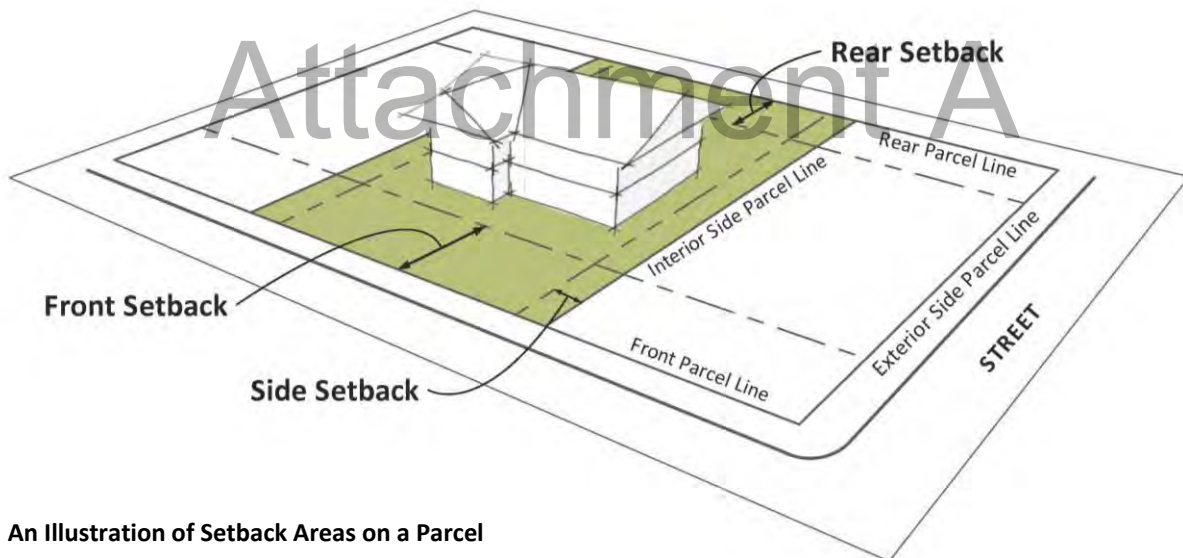 Attachment A
Rear Setback
Rear Parcel Line
Interior Side Parcel Line
Exterior Side Parcel Line
STREET
Front Setback
Front Parcel Line
Side Setback
An Illustration of Setback Areas on a Parcel